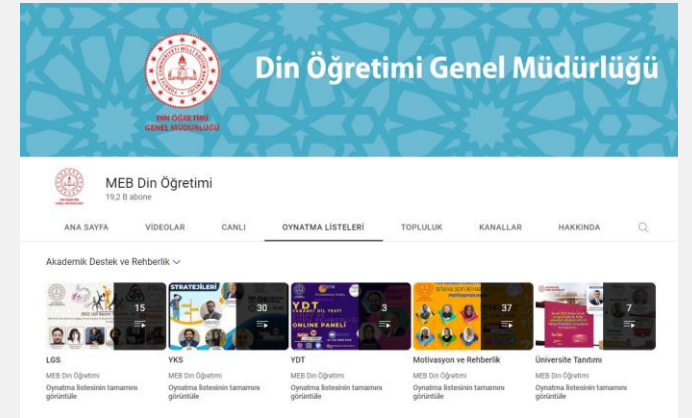 Din Öğretimi Genel Müdürlüğü
DİN ÖĞRETİMİ
GENEL MÜDÜRLÜĞÜ
MEB Din Öğretimi
19,2 B abone
ANA SAYFA VİDEOLAR CANLI OYNATMA LİSTELERİ TOPLULUK KANALLAR HAKKINDA
Akademik Destek ve Rehberlik
15
STRATEJİLERİ
30
YDT
YABANCI DİL TESTİ
ONLINE PANELİ
3
37
7
LGS YKS YDT Motivasyon ve Rehberlik Üniversite Tanıtımı
MEB Din Öğretimi MEB Din Öğretimi MEB Din Öğretimi MEB Din Öğretimi MEB Din Öğretimi
Oynatma listesinin tamamını Oynatma listesinin tamamını Oynatma listesinin tamamını Oynatma listesinin tamamını Oynatma listesinin tamamını
görüntüle görüntüle görüntüle görüntüle görüntüle